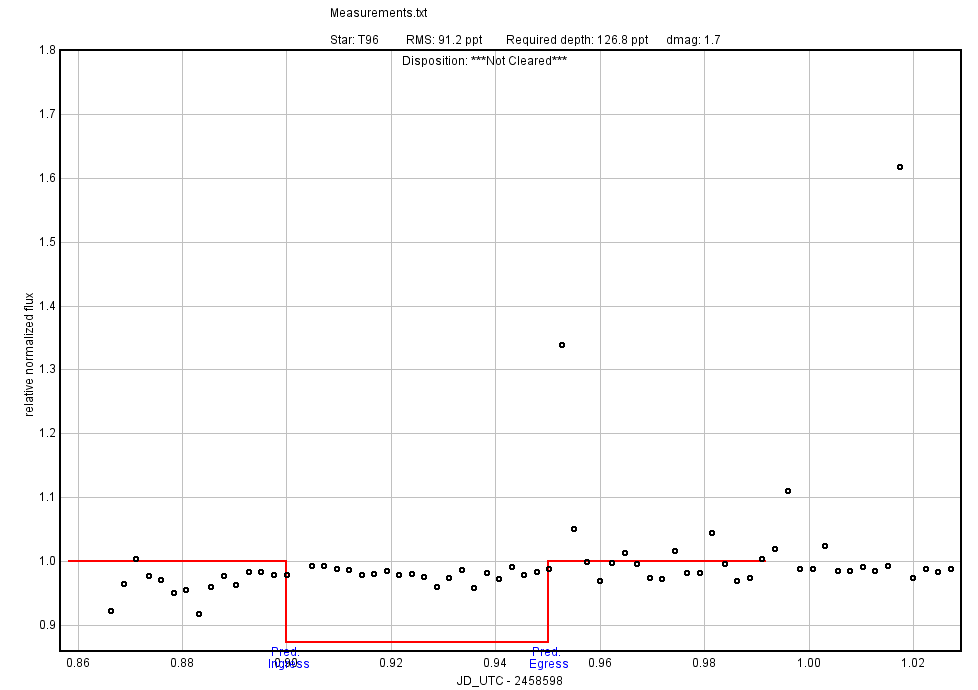 Measurements.txt
Star: T96 RMS: 91.2 ppt Required depth: 126.8 ppt dmag: 1.7
Disposition: ***Not Cleared***
relative normalized flux
1.8
1.7
1.6
1.5
1.4
1.3
1.2
1.1
1.0
0.9
Pred. Ingress
Pred. Egress
0.86 0.88 0.90 0.92 0.94 0.96 0.98 1.00 1.02
JD_UTC - 2458598